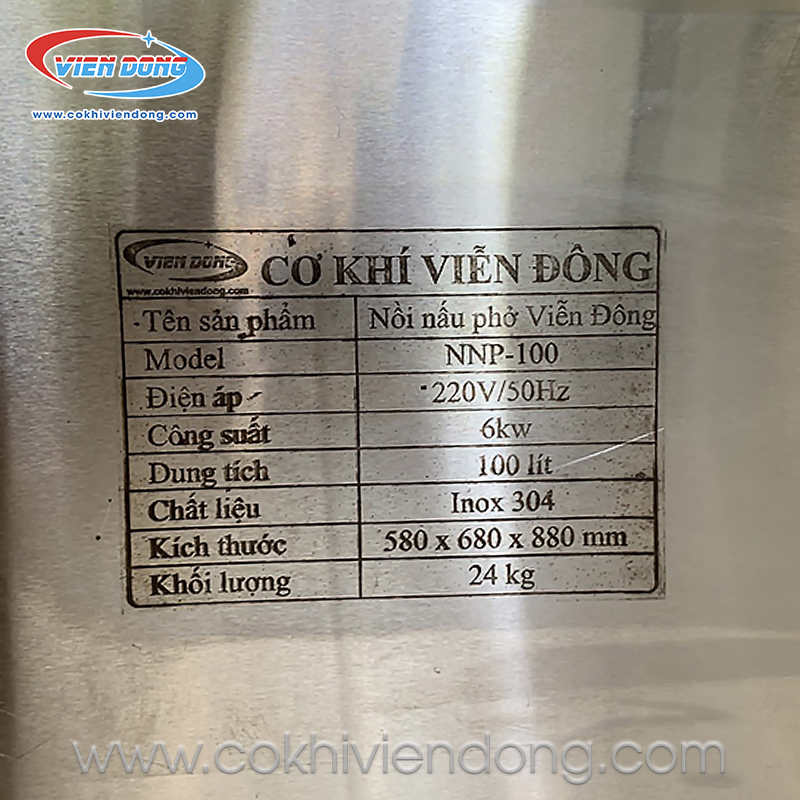 VIEN DONG
www.cokhiviendong.com
VIEN DONG CƠ KHÍ VIỄN ĐÔNG
www.cokhiviendong.com
Tên sản phẩm Nồi nấu phở Viễn Đông
Model NNP-100
Điện áp 220V/50Hz
Công suất 6kw
Dung tích 100 lít
Chất liệu Inox 304
Kích thước 580 x 680 x 880 mm
Khối lượng 24 kg
www.cokhiviendong.com